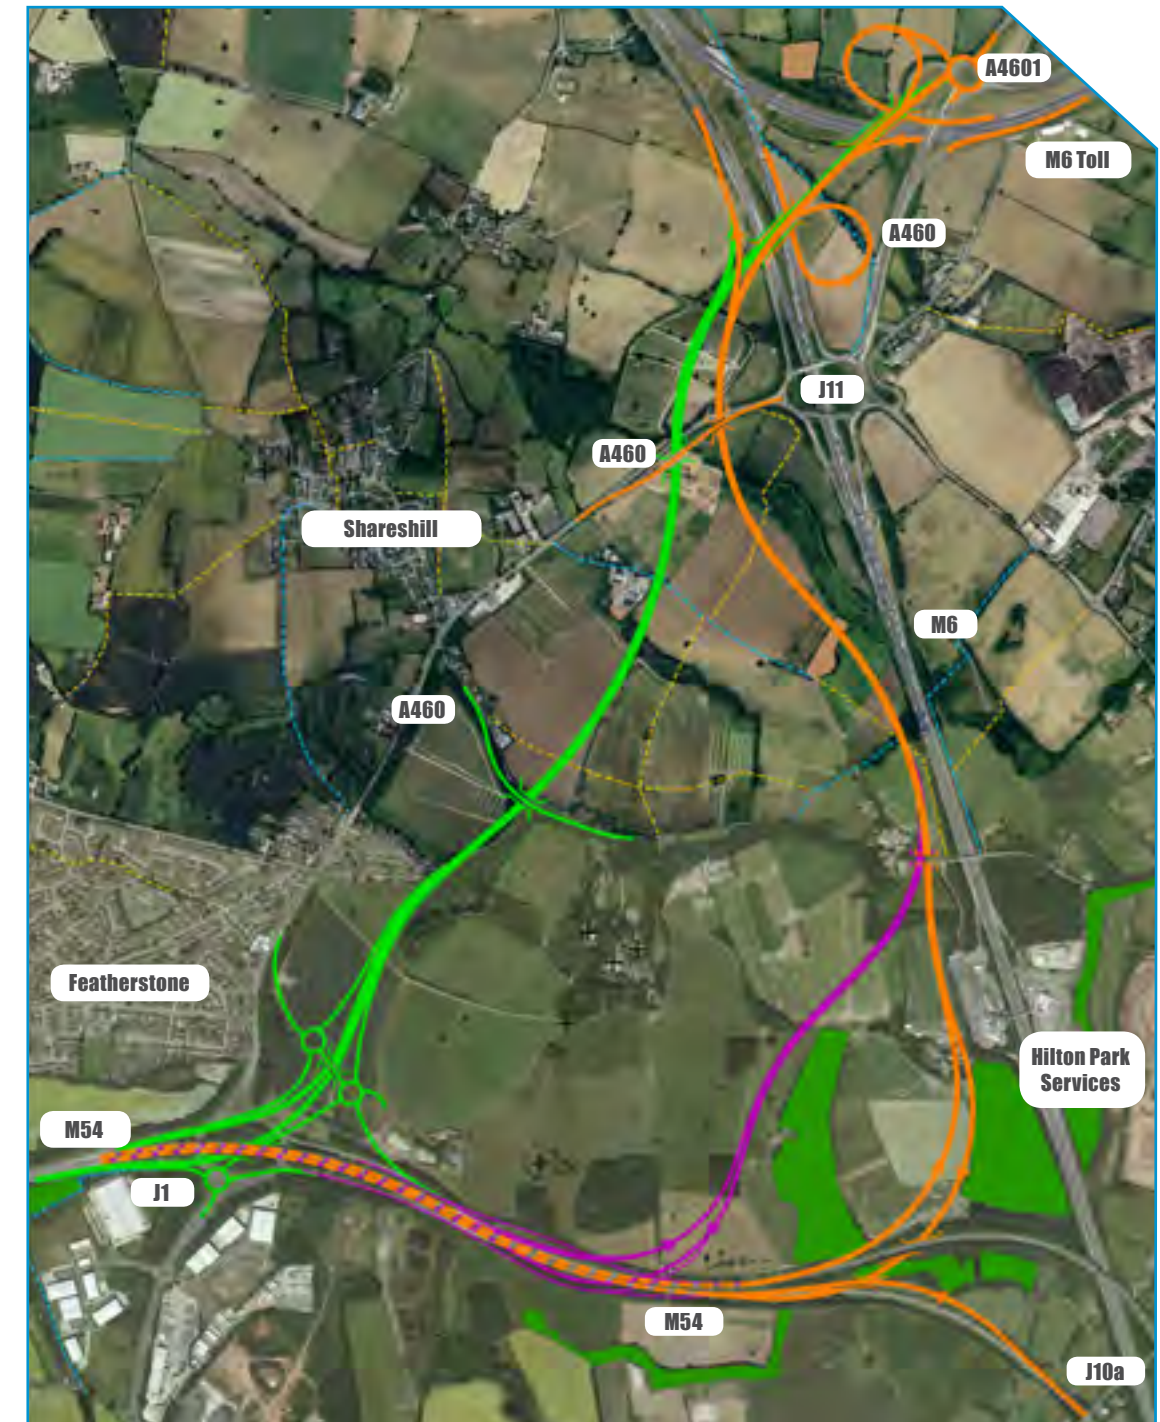 A4601
M6 Toll
A460
J11
A460
Shareshill
M6
A460
Featherstone
Hilton Park
Services
M54
J1
M54
J10a